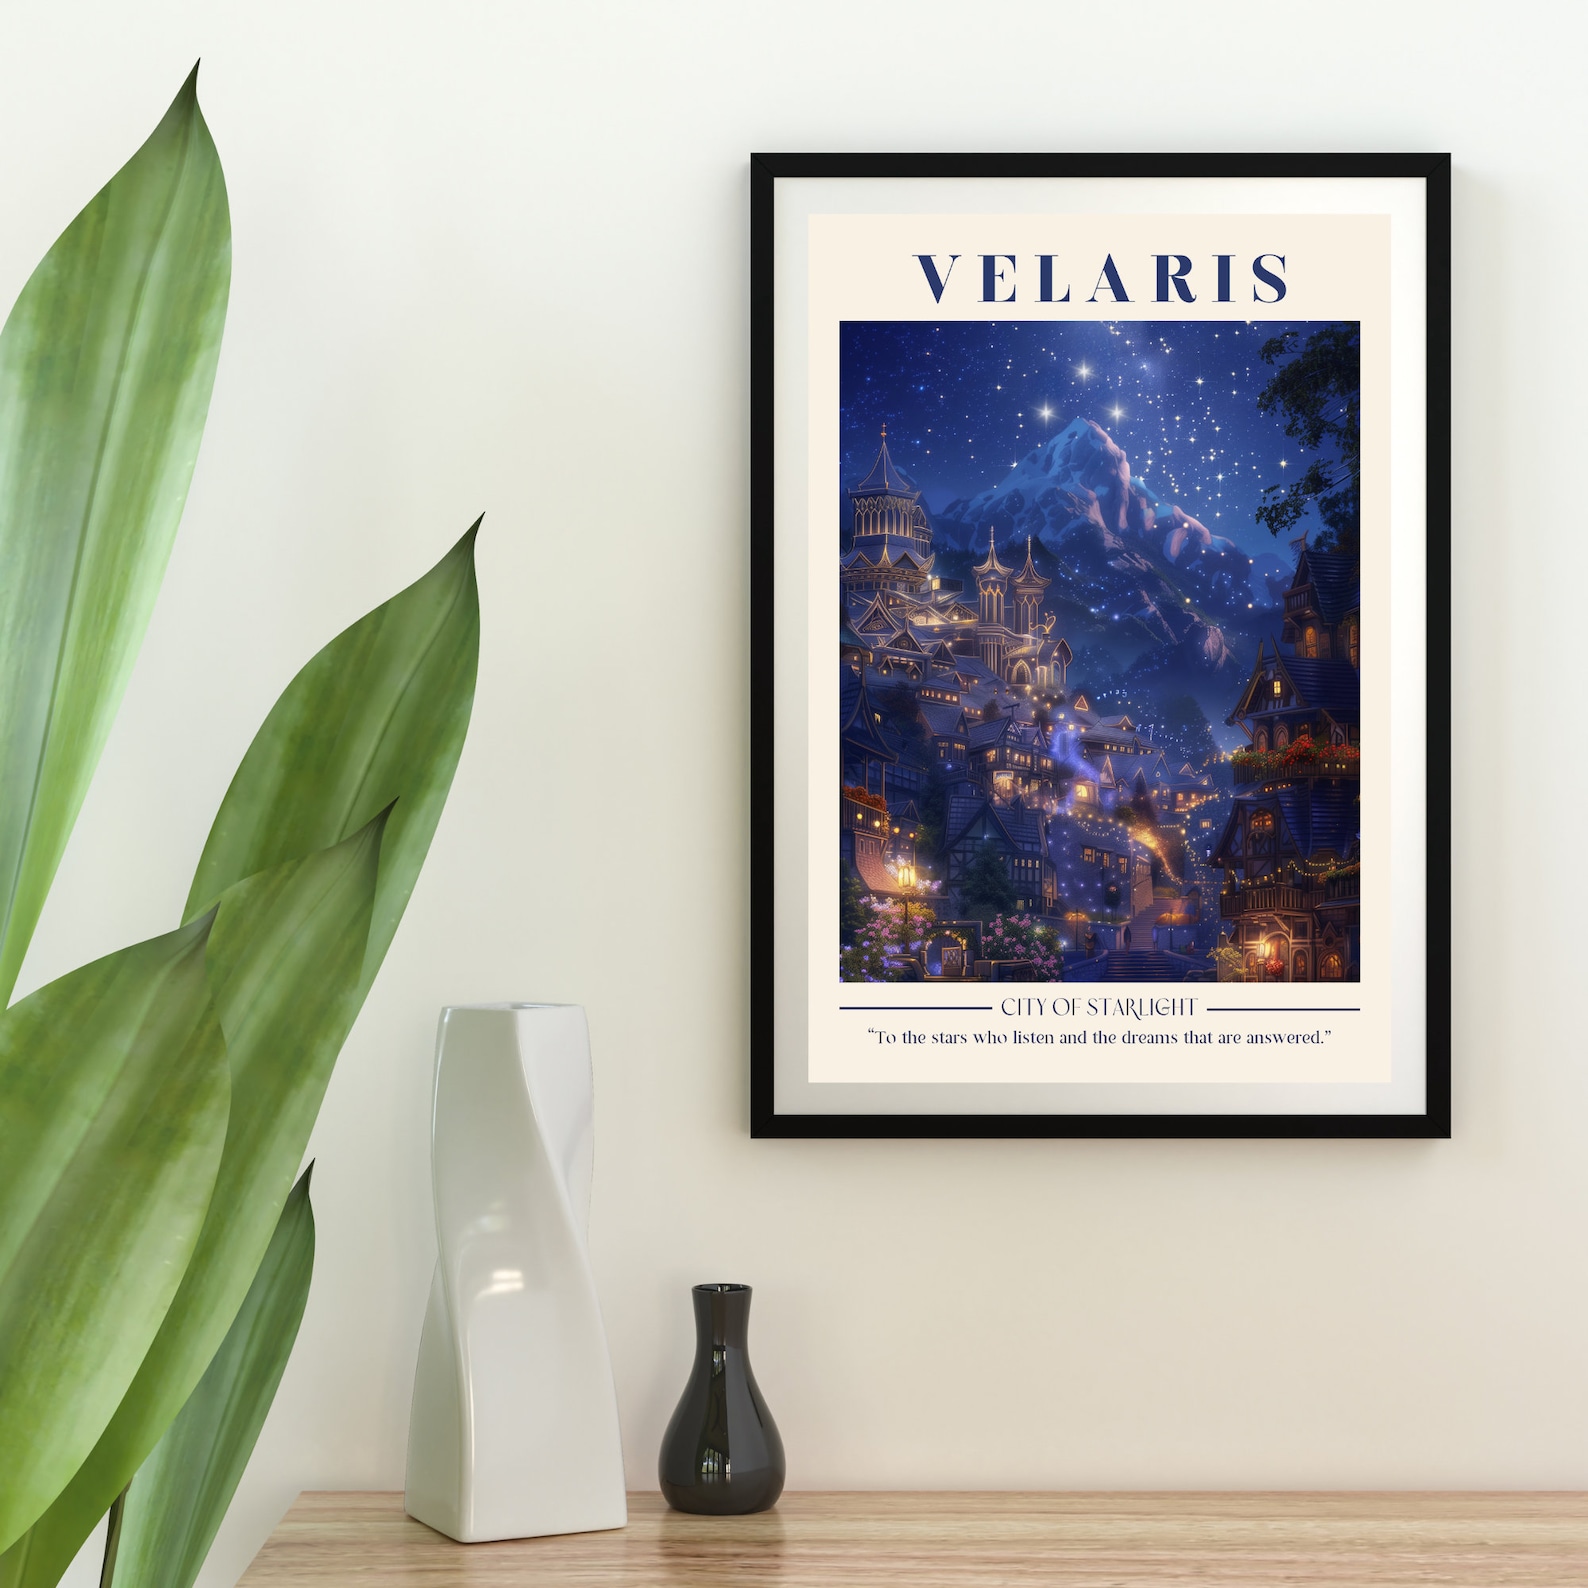 VELARIS
CITY OF STARLIGHT
“To the stars who listen and the dreams that are answered.”